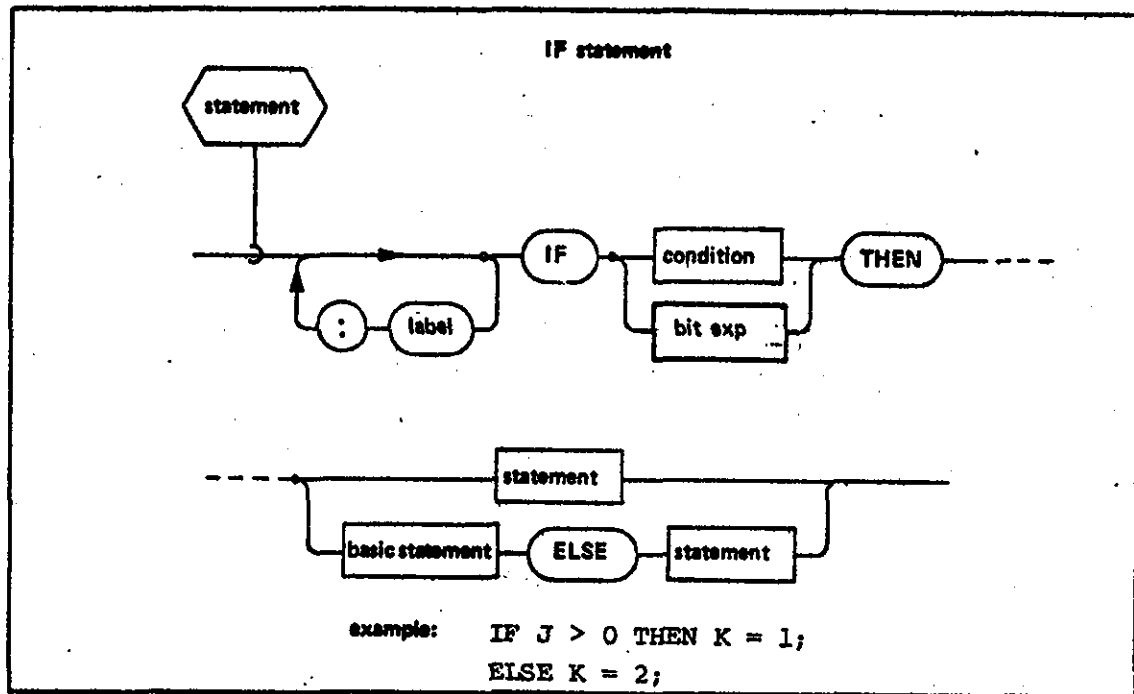 IF statement
statement
IF
condition
THEN
:
label
bit exp
statement
basic statement
ELSE
statement
example: IF J > 0 THEN K = 1;
ELSE K = 2;